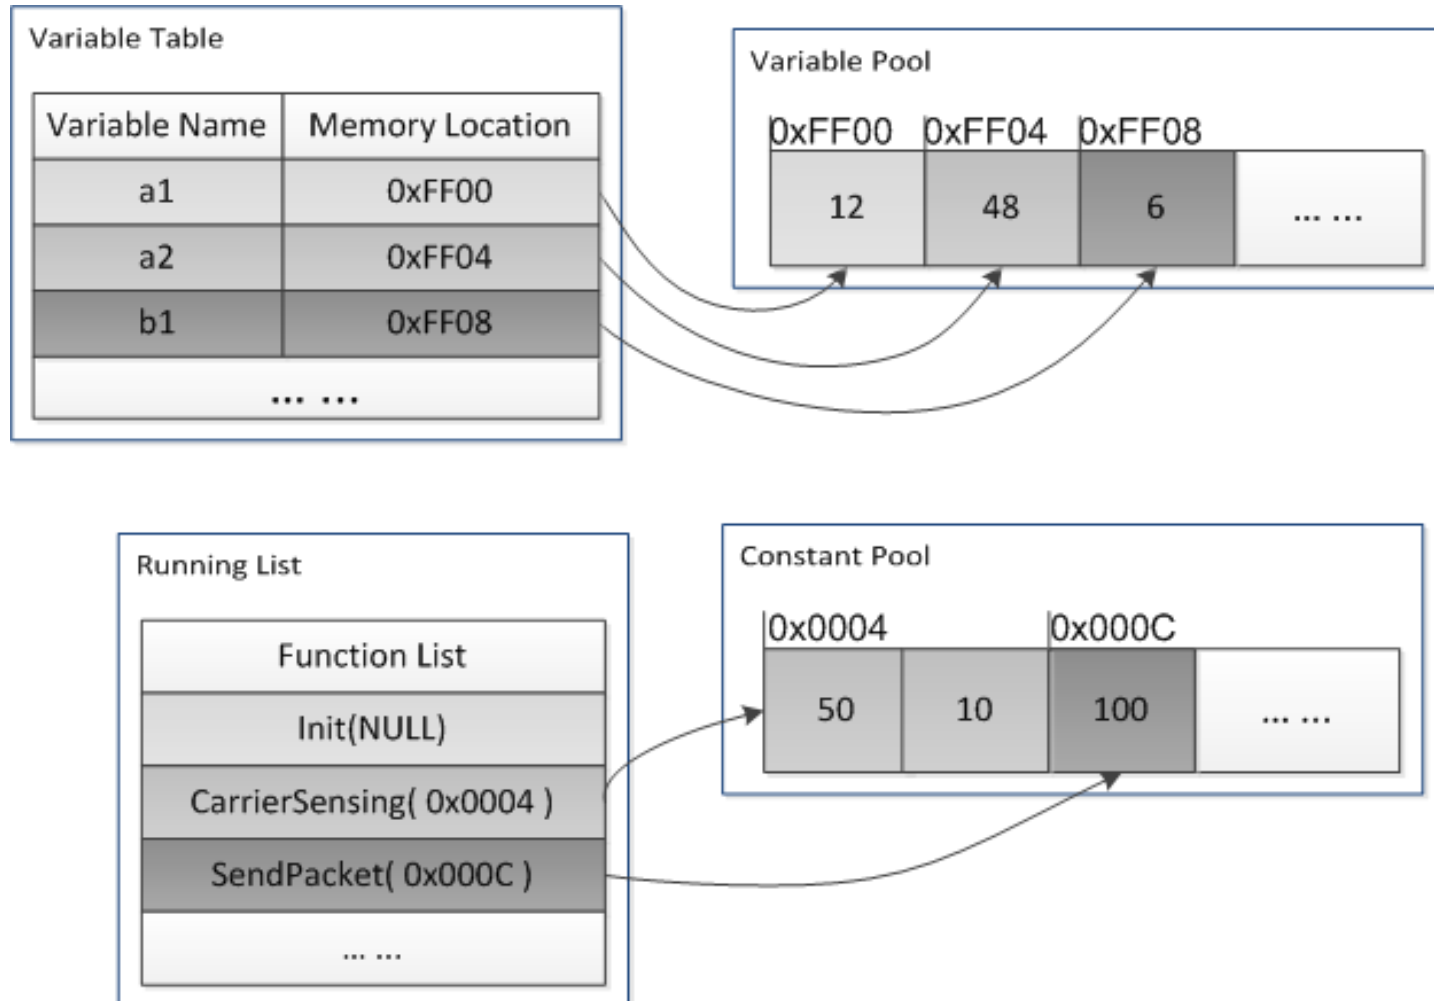 Variable Table
Variable Name Memory Location
a1 0xFF00
a2 0xFF04
b1 0xFF08
... ...
Variable Pool
0xFF00 0xFF04 0xFF08
12 48 6 ... ...
Running List
Function List
Init(NULL)
CarrierSensing( 0x0004 )
SendPacket( 0x000C )
... ...
Constant Pool
0x0004 0x000C
50 10 100 ... ...